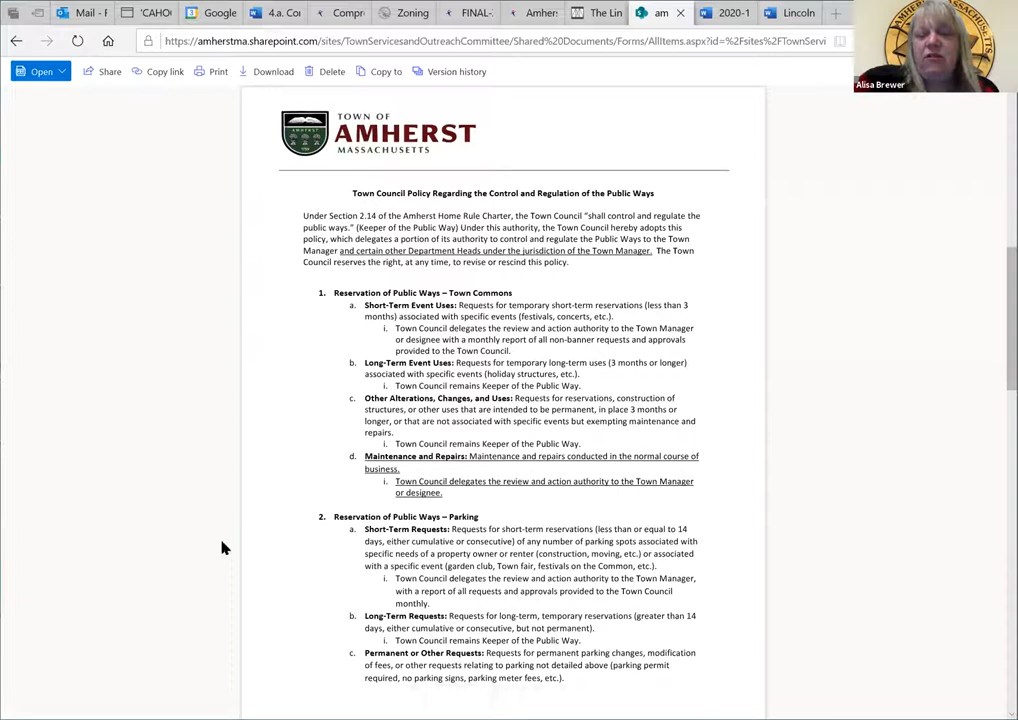 Mail - F
'CAHO
Google
4.a. Co
Compr
Zoning
FINAL-
Amhers
The Lin
am
2020-1
Lincoln
https://amherstma.sharepoint.com/sites/TownServicesandOutreachCommittee/Shared%20Documents/Forms/AllItems.aspx?id=%2Fsites%2FTownServi
Open
Share
Copy link
Print
Download
Delete
Copy to
Version history
Alisa Brewer
TOWN OF
AMHERST
MASSACHUSETTS
Town Council Policy Regarding the Control and Regulation of the Public Ways
Under Section 2.14 of the Amherst Home Rule Charter, the Town Council "shall control and regulate the
public ways." (Keeper of the Public Way) Under this authority, the Town Council hereby adopts this
policy, which delegates a portion of its authority to control and regulate the Public Ways to the Town
Manager and certain other Department Heads under the jurisdiction of the Town Manager. The Town
Council reserves the right, at any time, to revise or rescind this policy.
1. Reservation of Public Ways – Town Commons
a. Short-Term Event Uses: Requests for temporary short-term reservations (less than 3
months) associated with specific events (festivals, concerts, etc.).
i. Town Council delegates the review and action authority to the Town Manager
or designee with a monthly report of all non-banner requests and approvals
provided to the Town Council.
b. Long-Term Event Uses: Requests for temporary long-term uses (3 months or longer)
associated with specific events (holiday structures, etc.).
i. Town Council remains Keeper of the Public Way.
c. Other Alterations, Changes, and Uses: Requests for reservations, construction of
structures, or other uses that are intended to be permanent, in place 3 months or
longer, or that are not associated with specific events but exempting maintenance and
repairs.
i. Town Council remains Keeper of the Public Way.
d. Maintenance and Repairs: Maintenance and repairs conducted in the normal course of
business.
i. Town Council delegates the review and action authority to the Town Manager
or designee.
2. Reservation of Public Ways – Parking
a. Short-Term Requests: Requests for short-term reservations (less than or equal to 14
days, either cumulative or consecutive) of any number of parking spots associated with
specific needs of a property owner or renter (construction, moving, etc.) or associated
with a specific event (garden club, Town fair, festivals on the Common, etc.).
i. Town Council delegates the review and action authority to the Town Manager,
with a report of all requests and approvals provided to the Town Council
monthly.
b. Long-Term Requests: Requests for long-term, temporary reservations (greater than 14
days, either cumulative or consecutive, but not permanent).
i. Town Council remains Keeper of the Public Way.
c. Permanent or Other Requests: Requests for permanent parking changes, modification
of fees, or other requests relating to parking not detailed above (parking permit
required, no parking signs, parking meter fees, etc.).